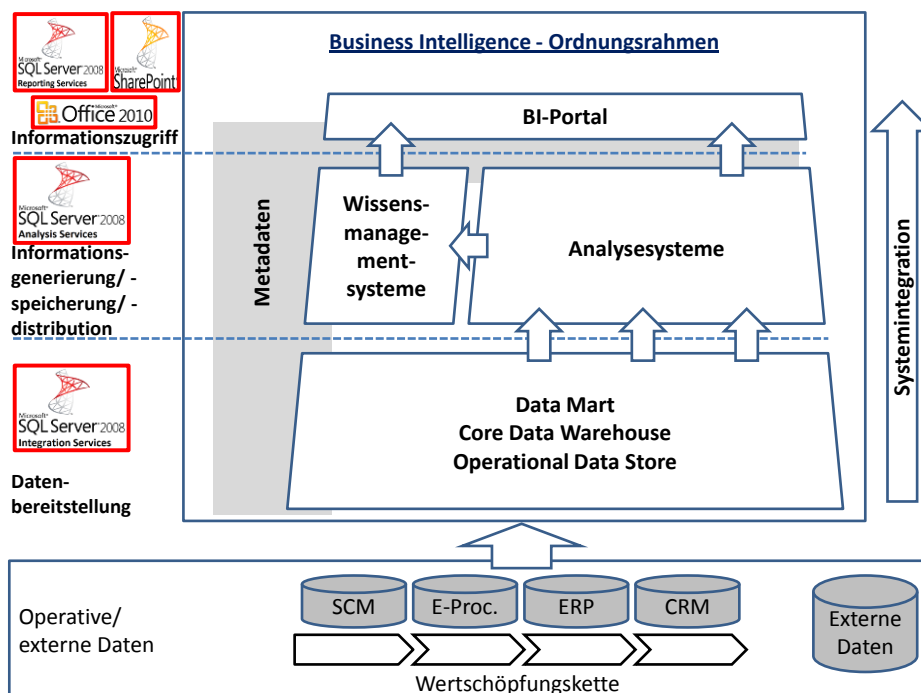 Business Intelligence - Ordnungsrahmen
Microsoft®
SQL Server® 2008
Reporting Services
Microsoft®
SharePoint®
Microsoft®
Office 2010
Informationszugriff
BI-Portal
Microsoft®
SQL Server® 2008
Analysis Services
Informations-
generierung/ -
speicherung/ -
distribution
Metadaten
Wissens-
manage-
ment-
systeme
Analysesysteme
Systemintegration
Microsoft®
SQL Server® 2008
Integration Services
Daten-
bereitstellung
Data Mart
Core Data Warehouse
Operational Data Store
Operative/
externe Daten
SCM
E-Proc.
ERP
CRM
Externe
Daten
Wertschöpfungskette